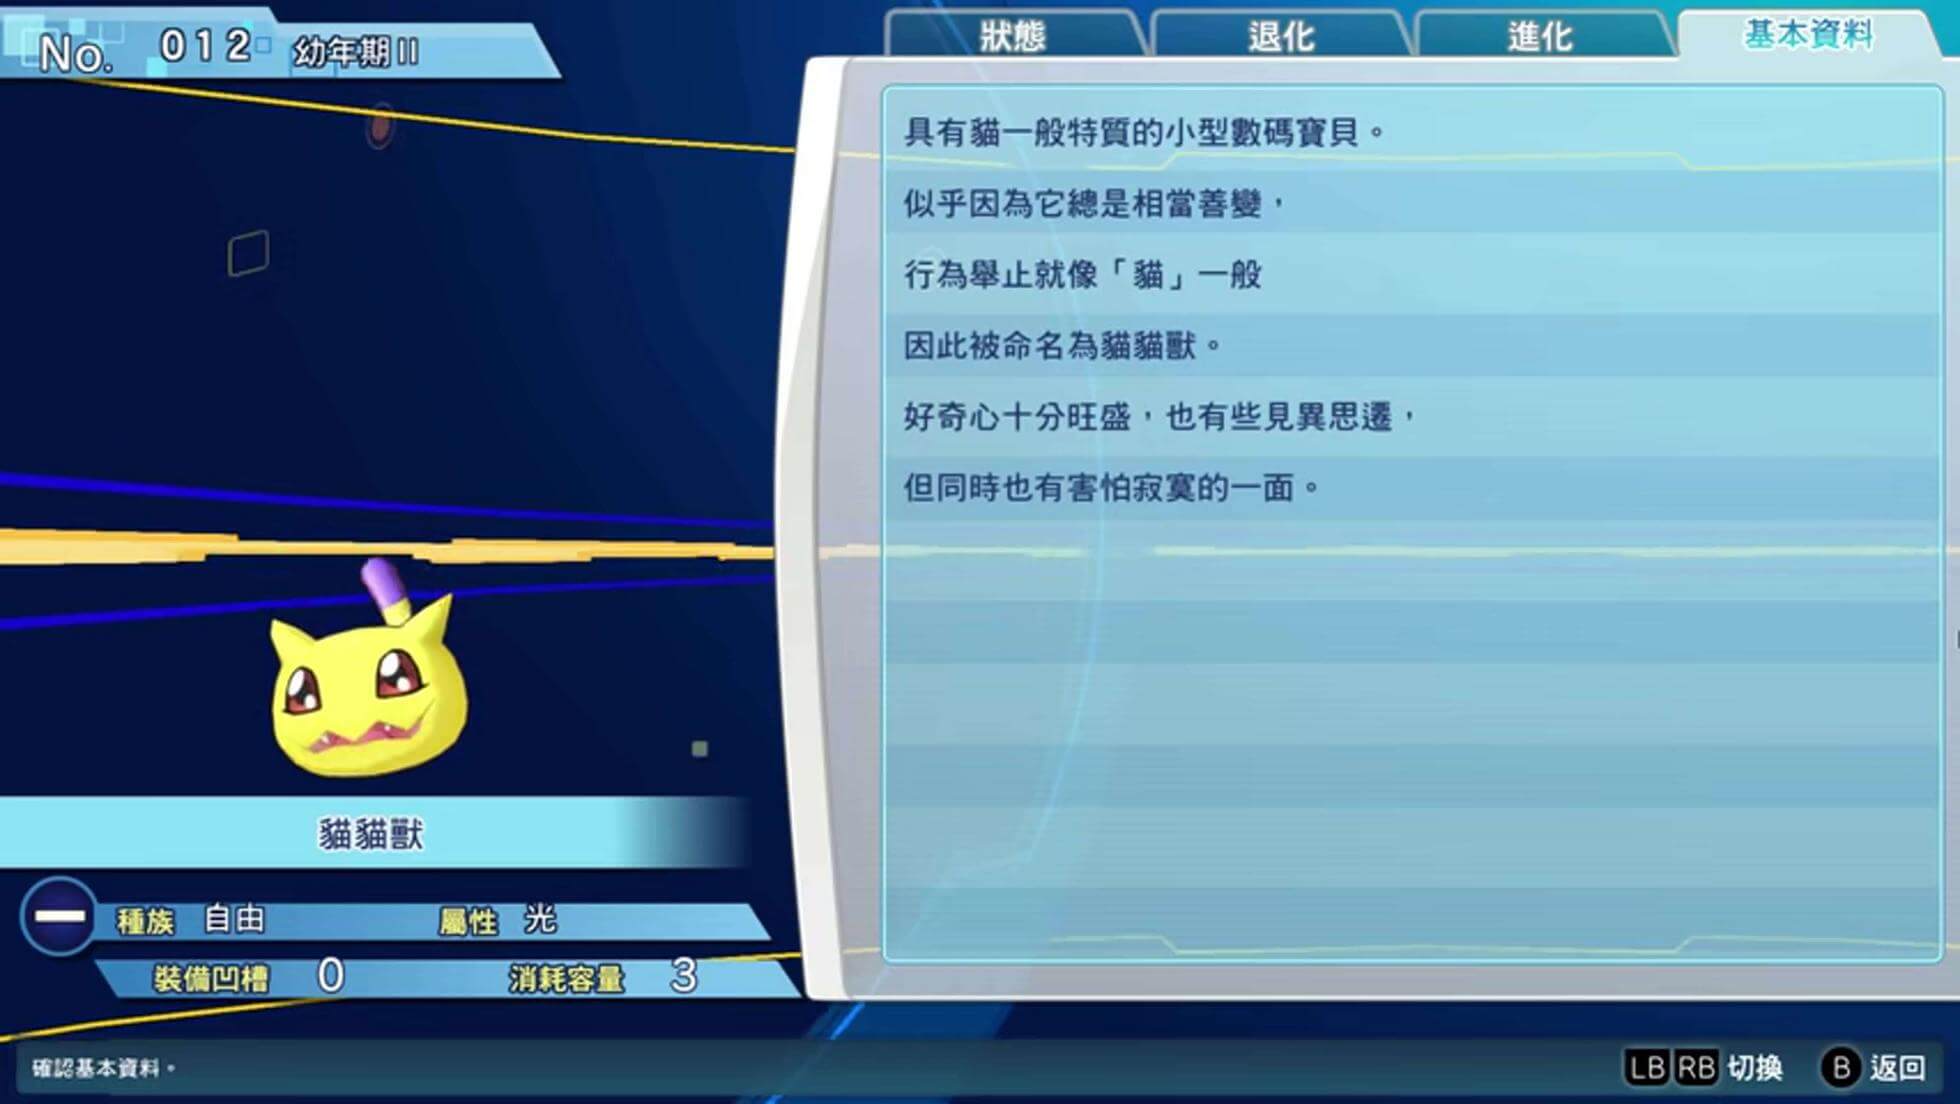 No. 012 幼年期II
狀態 退化 進化 基本資料
具有貓一般特質的小型數碼寶貝。
似乎因為它總是相當善變，
行為舉止就像「貓」一般
因此被命名為貓貓獸。
好奇心十分旺盛，也有些見異思遷，
但同時也有害怕寂寞的一面。
貓貓獸
種族 自由 屬性 光
裝備凹槽 0 消耗容量 3
確認基本資料。
LB RB 切換 B 返回